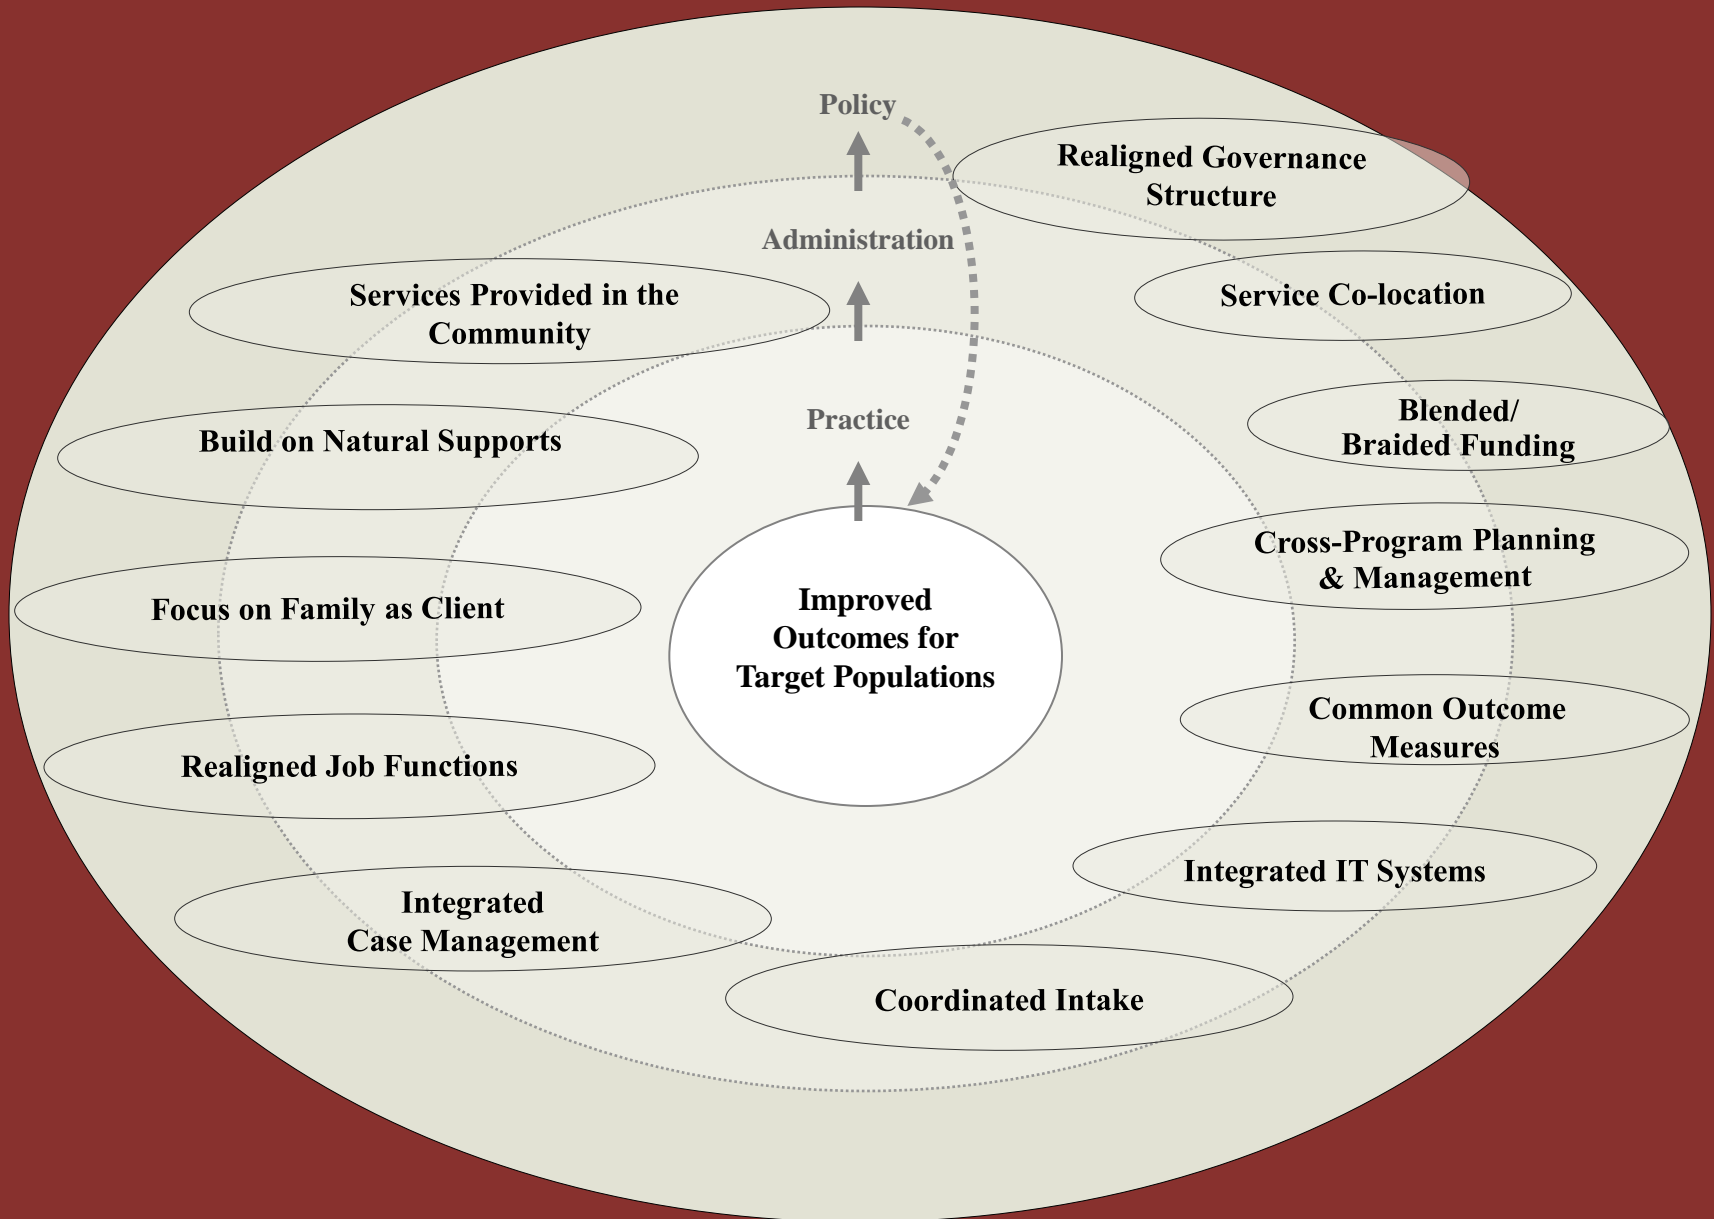 Policy
Realigned Governance
Structure
Administration
Services Provided in the
Community
Service Co-location
Practice
Blended/
Braided Funding
Build on Natural Supports
Cross-Program Planning
& Management
Focus on Family as Client
Improved
Outcomes for
Target Populations
Common Outcome
Measures
Realigned Job Functions
Integrated IT Systems
Integrated
Case Management
Coordinated Intake